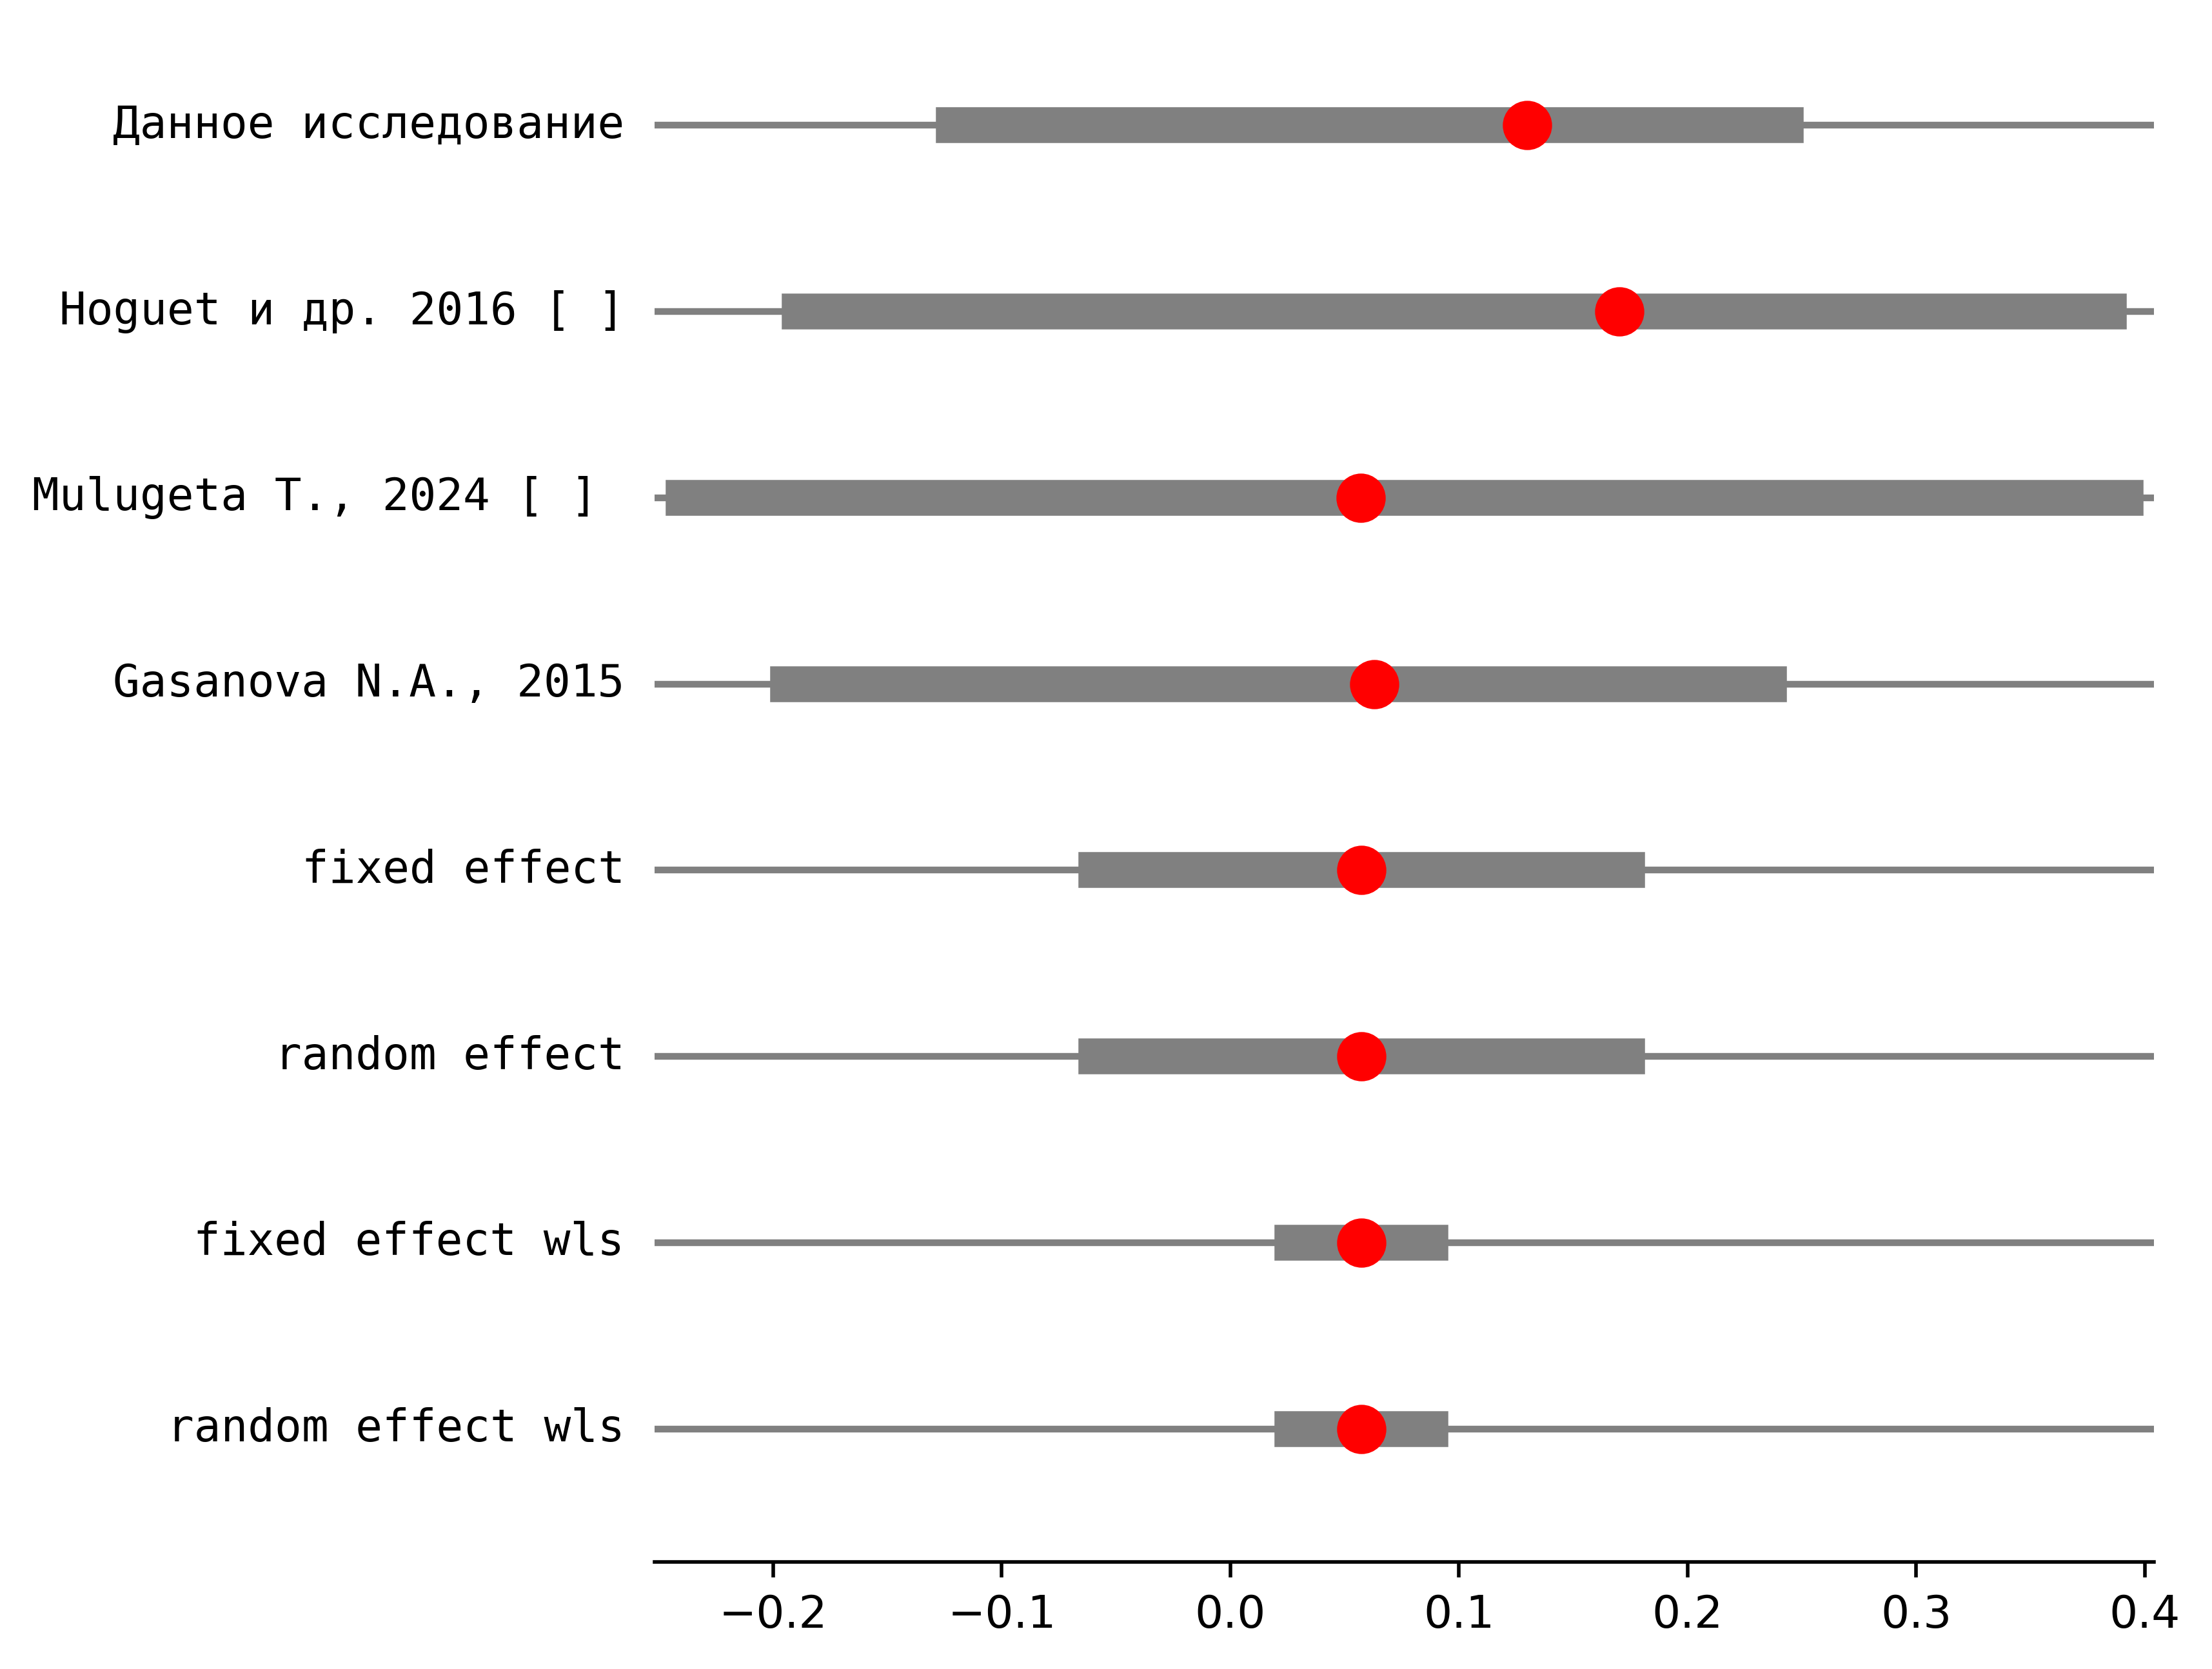 Данное исследование
Hoguet и др. 2016 [ ]
Mulugeta T., 2024 [ ]
Gasanova N.A., 2015
fixed effect
random effect
fixed effect wls
random effect wls
−0.2 −0.1 0.0 0.1 0.2 0.3 0.4